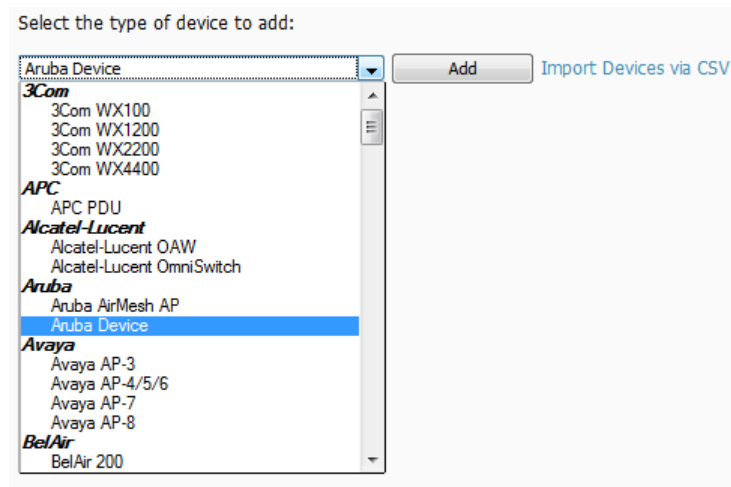 Select the type of device to add:
Aruba Device Add Import Devices via CSV
3Com
3Com WX100
3Com WX1200
3Com WX2200
3Com WX4400
APC
APC PDU
Alcatel-Lucent
Alcatel-Lucent OAW
Alcatel-Lucent OmniSwitch
Aruba
Aruba AirMesh AP
Aruba Device
Avaya
Avaya AP-3
Avaya AP-4/5/6
Avaya AP-7
Avaya AP-8
BelAir
BelAir 200